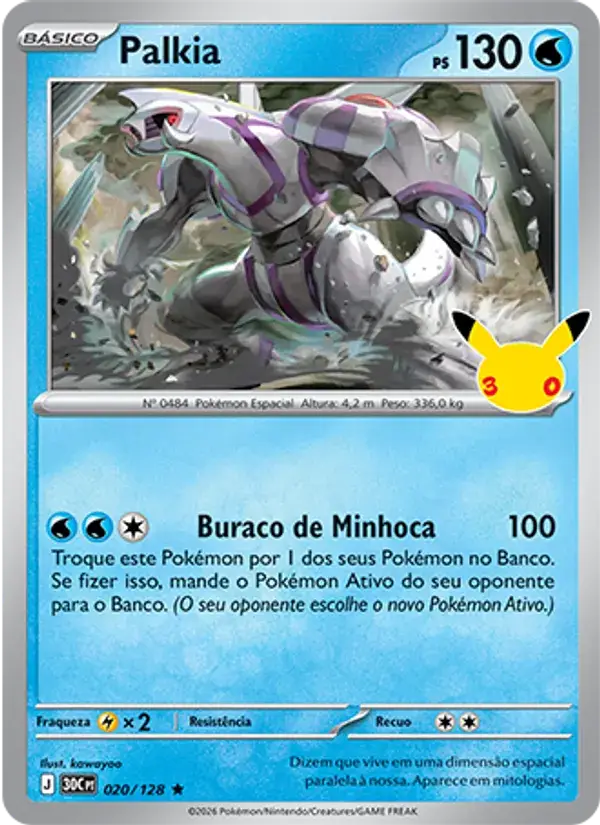 BÁSICO Palkia PS 130
30
Nº 0484 Pokémon Espacial Altura: 4,2 m Peso: 336,0 kg
Buraco de Minhoca 100
Troque este Pokémon por 1 dos seus Pokémon no Banco.
Se fizer isso, mande o Pokémon Ativo do seu oponente
para o Banco. (O seu oponente escolhe o novo Pokémon Ativo.)
Fraqueza x2 Resistência Recuo
Ilust. kawayoo
Dizem que vive em uma dimensão espacial
paralela à nossa. Aparece em mitologias.
J 30C PT 020/128 ★
©2026 Pokémon/Nintendo/Creatures/GAME FREAK